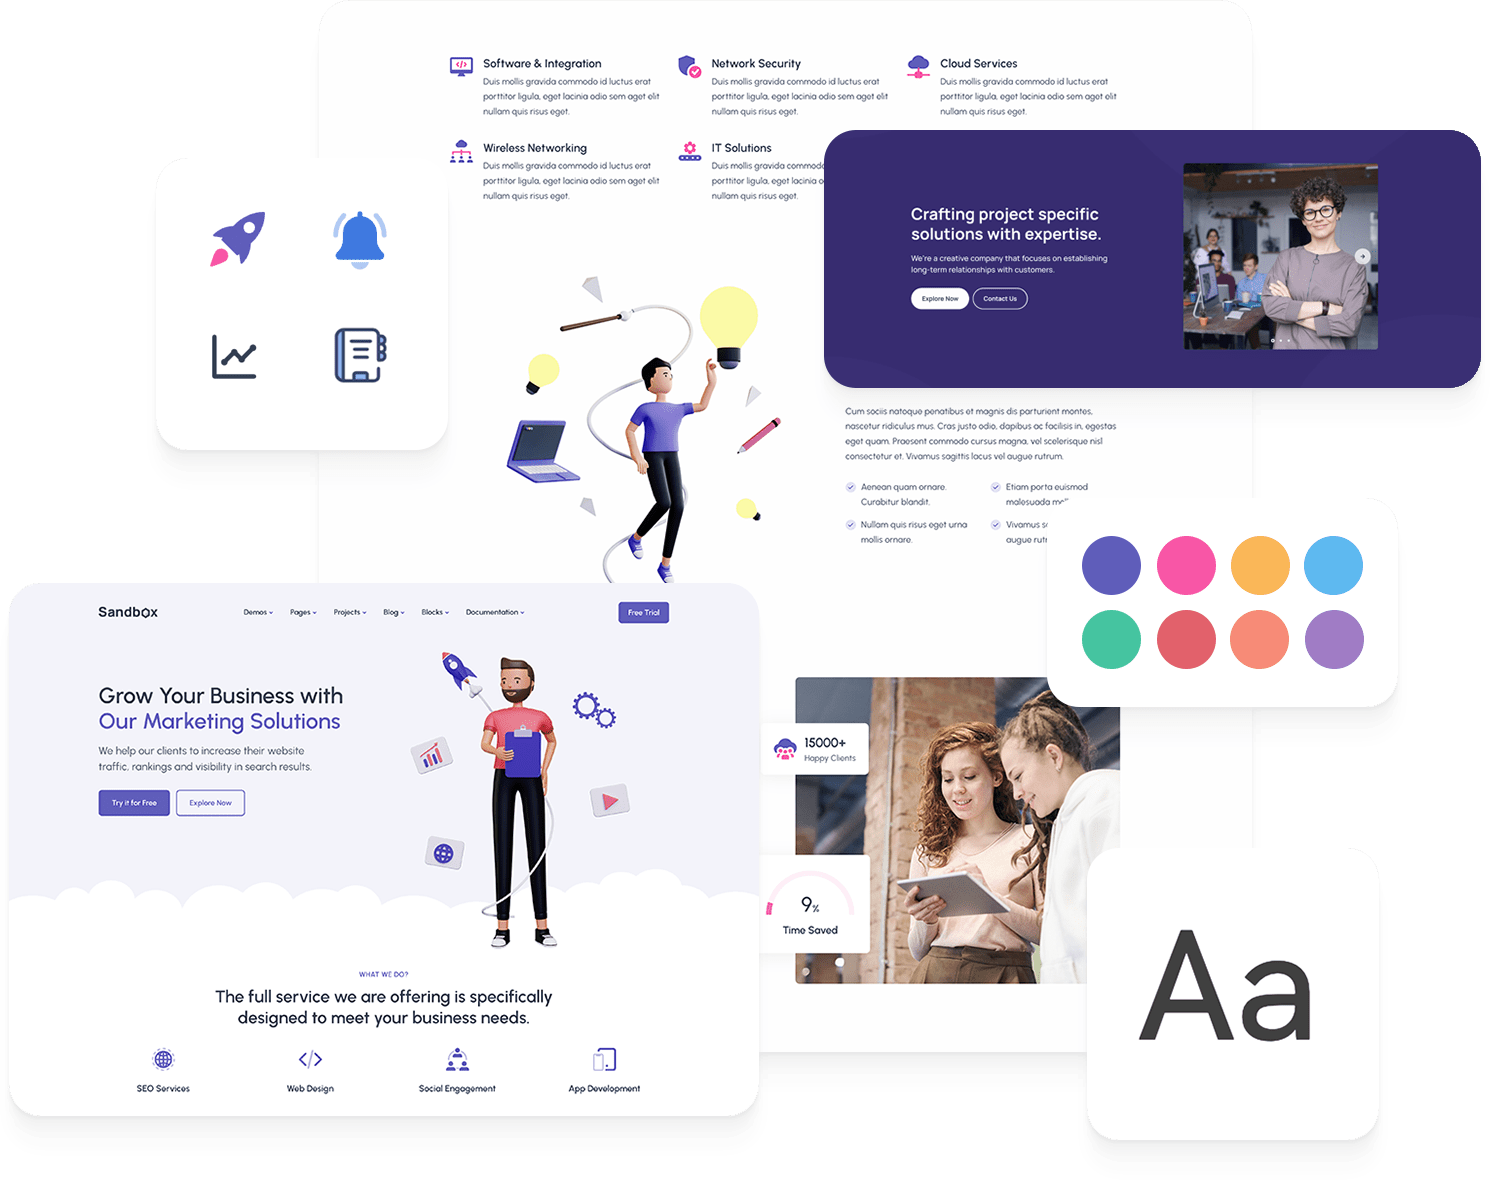 Software & Integration
Duis mollis gravida commodo id luctus erat
porttitor ligula, eget lacinia odio sem aget elit
nullam quis risus eget.
Network Security
Duis mollis gravida commodo id luctus erat
porttitor ligula, eget lacinia odio sem aget elit
nullam quis risus eget.
Cloud Services
Duis mollis gravida commodo id luctus erat
porttitor ligula, eget lacinia odio sem aget elit
nullam quis risus eget.
Wireless Networking
Duis mollis gravida commodo id luctus erat
porttitor ligula, eget lacinia odio sem aget elit
nullam quis risus eget.
IT Solutions
Duis mollis gravida commodo
porttitor ligula, eget lacinia o
nullam quis risus eget.
Crafting project specific
solutions with expertise.
We're a creative company that focuses on establishing
long-term relationships with customers.
Explore Now
Contact Us
Cum sociis natoque penatibus et magnis dis parturient montes,
nascetur ridiculus mus. Cras justo odio, dapibus ac facilisis in, egestas
eget quam. Praesent commodo cursus magna, vel scelerisque nisl
consectetur et. Vivamus sagittis lacus vel augue rutrum.
Aenean quam ornare.
Curabitur blandit.
Etiam porta euismod
malesuada
Nullam quis risus eget urna
mollis ornare.
Vivamus
augue
Sandbox
Demos
Pages
Projects
Blog
Blocks
Documentation
Free Trial
Grow Your Business with
Our Marketing Solutions
We help our clients to increase their website
traffic, rankings and visibility in search results.
Try it for Free
Explore Now
15000+
Happy Clients
9%
Time Saved
WHAT WE DO?
The full service we are offering is specifically
designed to meet your business needs.
SEO Services
Web Design
Social Engagement
App Development
Aa